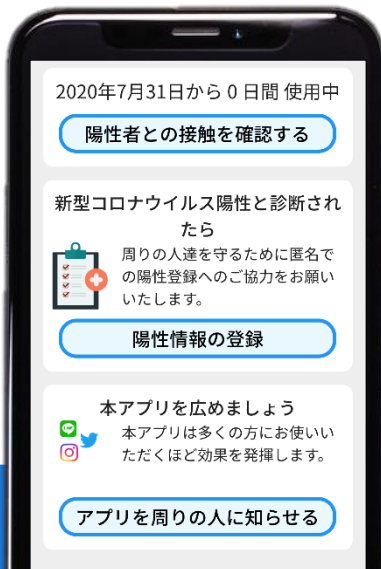 2020年7月31日から 0 日間 使用中
陽性者との接触を確認する
新型コロナウイルス陽性と診断され
たら
周りの人達を守るために匿名で
の陽性登録へのご協力をお願い
いたします。
陽性情報の登録
本アプリを広めましょう
本アプリは多くの方にお使いい
ただくほど効果を発揮します。
アプリを周りの人に知らせる